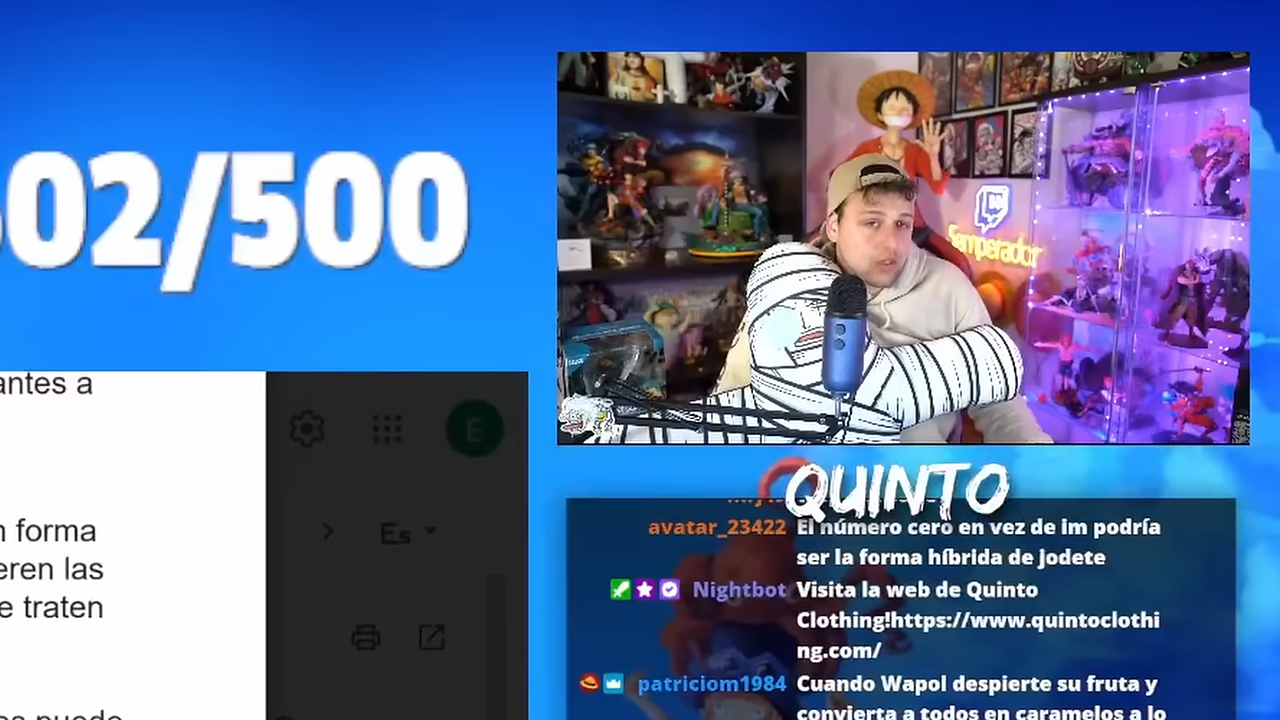 02/500
antes a
forma
eren las
e traten
puede
E
Es
Semperador
QUINTO
avatar_23422 El número cero en vez de im podría
ser la forma híbrida de jodete
Nightbot Visita la web de Quinto
Clothing!https://www.quintoclothi
ng.com/
patriciom1984 Cuando Wapol despierte su fruta y
convierta a todos en caramelos a lo